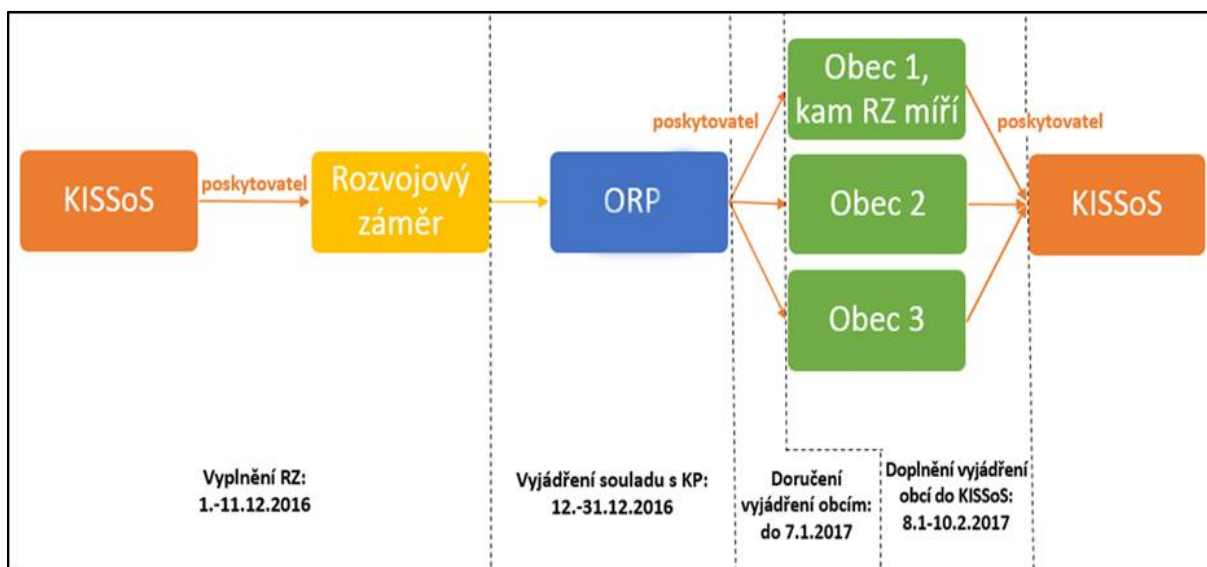 KISSoS
poskytovatel
Rozvojový
záměr
ORP
poskytovatel
Obec 1,
kam RZ míří
Obec 2
Obec 3
poskytovatel
KISSoS
Vyplnění RZ:
1.-11.12.2016
Vyjádření souladu s KP:
12.-31.12.2016
Doručení
vyjádření obcím:
do 7.1.2017
Doplnění vyjádření
obcí do KISSoS:
8.1-10.2.2017